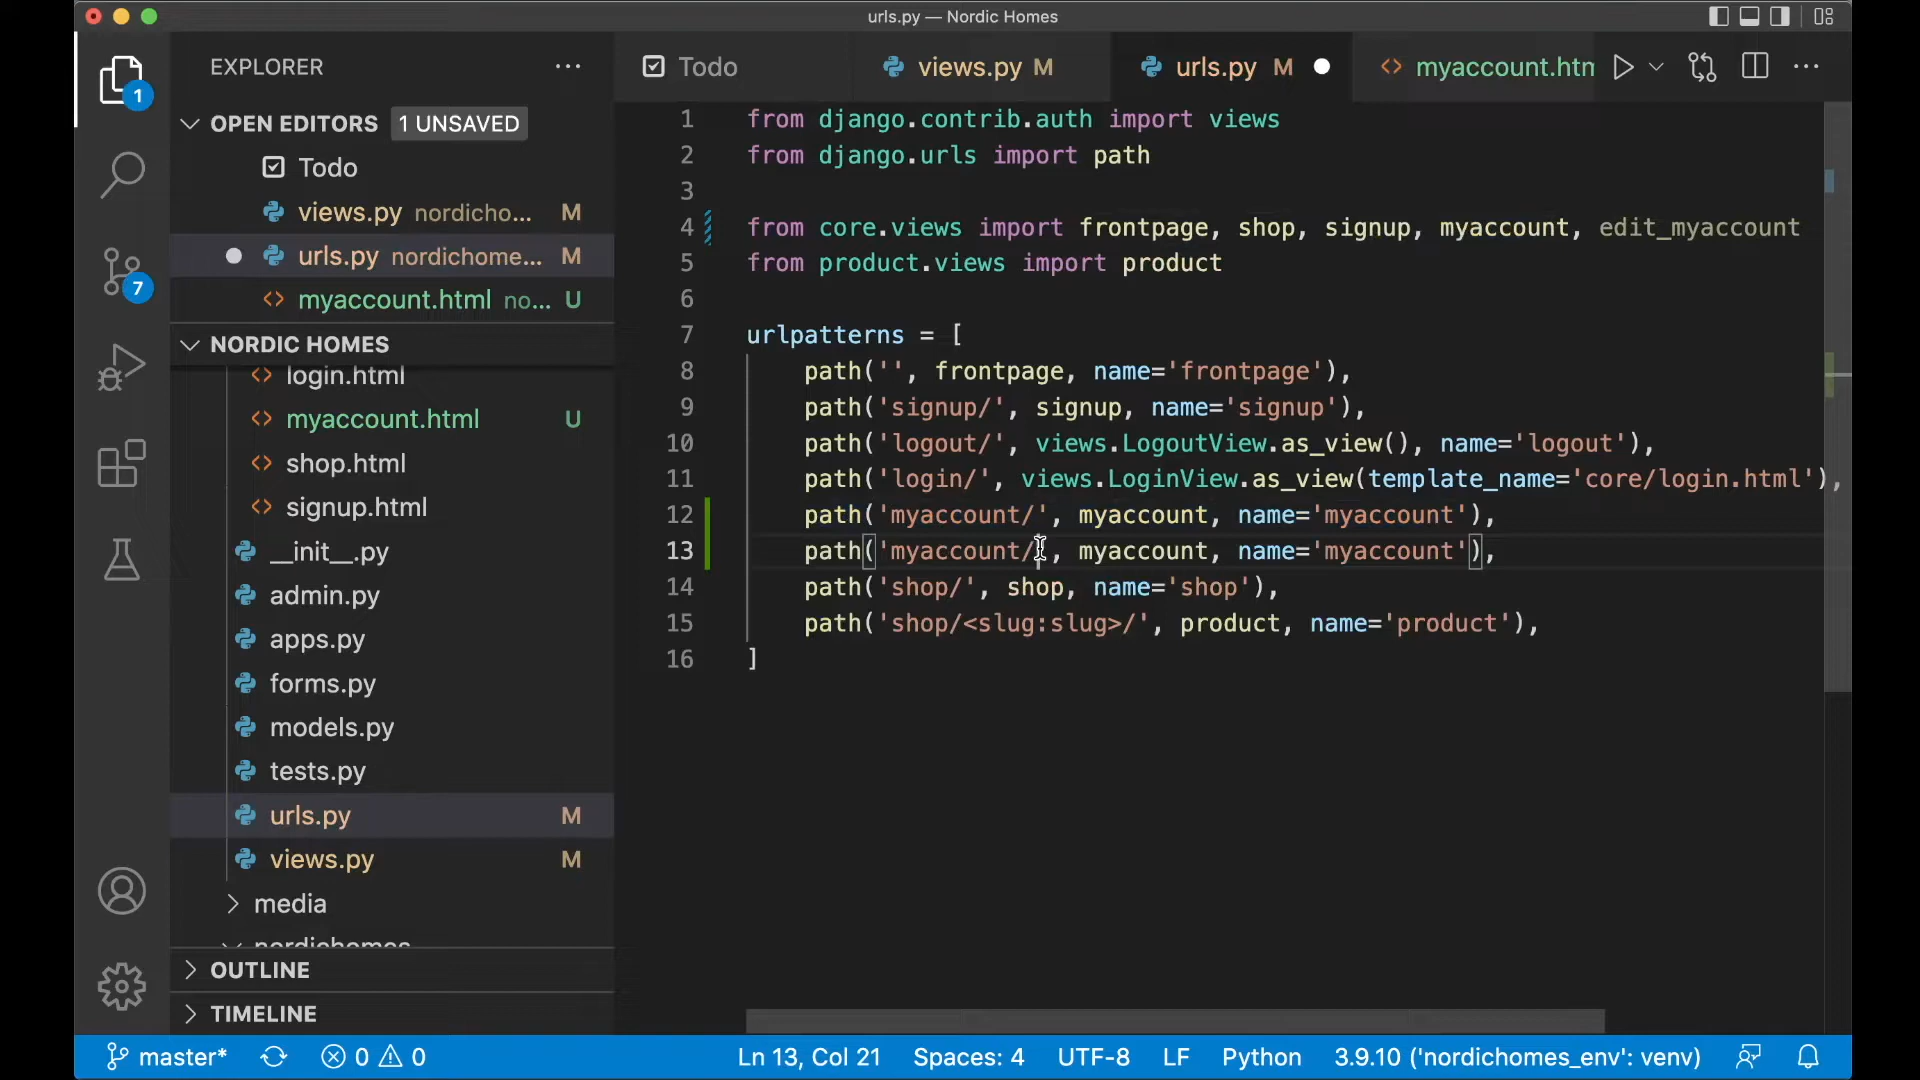 urls.py — Nordic Homes
EXPLORER
Todo
views.py M
urls.py M
myaccount.htm
1
OPEN EDITORS 1 UNSAVED
Todo
views.py nordicho... M
urls.py nordichome... M
myaccount.html no... U
7
NORDIC HOMES
login.html
myaccount.html U
shop.html
signup.html
__init__.py
admin.py
apps.py
forms.py
models.py
tests.py
urls.py M
views.py M
media
nordichomes
OUTLINE
TIMELINE
1 from django.contrib.auth import views
2 from django.urls import path
3
4 from core.views import frontpage, shop, signup, myaccount, edit_myaccount
5 from product.views import product
6
7 urlpatterns = [
8 path('', frontpage, name='frontpage'),
9 path('signup/', signup, name='signup'),
10 path('logout/', views.LogoutView.as_view(), name='logout'),
11 path('login/', views.LoginView.as_view(template_name='core/login.html'),
12 path('myaccount/', myaccount, name='myaccount'),
13 path('myaccount/', myaccount, name='myaccount'),
14 path('shop/', shop, name='shop'),
15 path('shop/<slug:slug>/', product, name='product'),
16 ]
master* 0 0 Ln 13, Col 21 Spaces: 4 UTF-8 LF Python 3.9.10 ('nordichomes_env': venv)